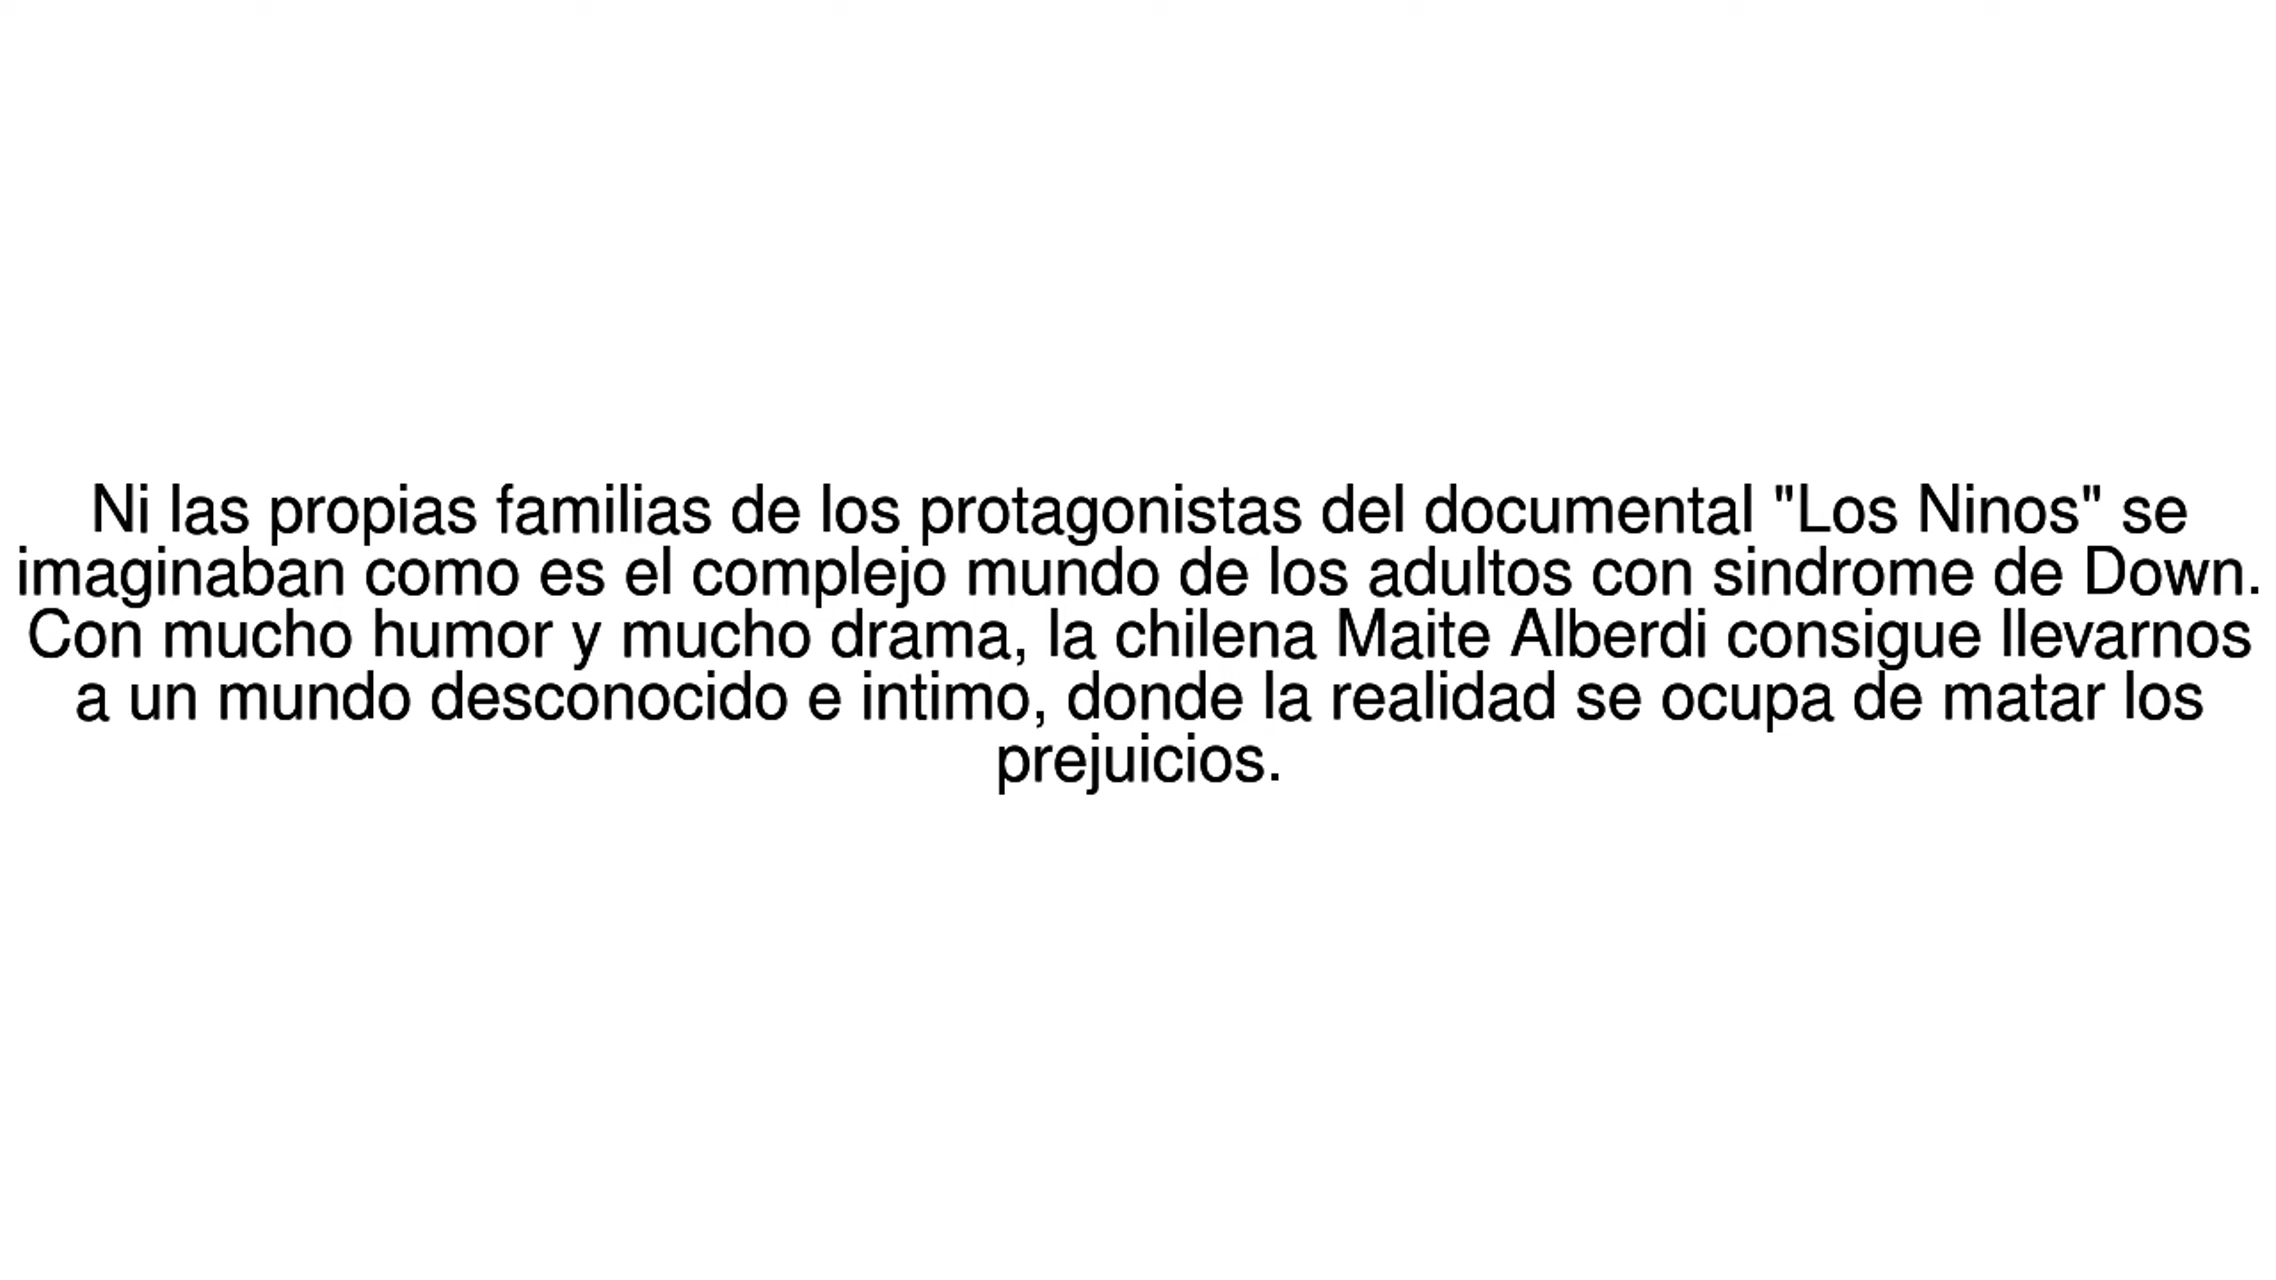 Ni las propias familias de los protagonistas del documental "Los Ninos" se
imaginaban como es el complejo mundo de los adultos con sindrome de Down.
Con mucho humor y mucho drama, la chilena Maite Alberdi consigue llevarnos
a un mundo desconocido e intimo, donde la realidad se ocupa de matar los
prejuicios.